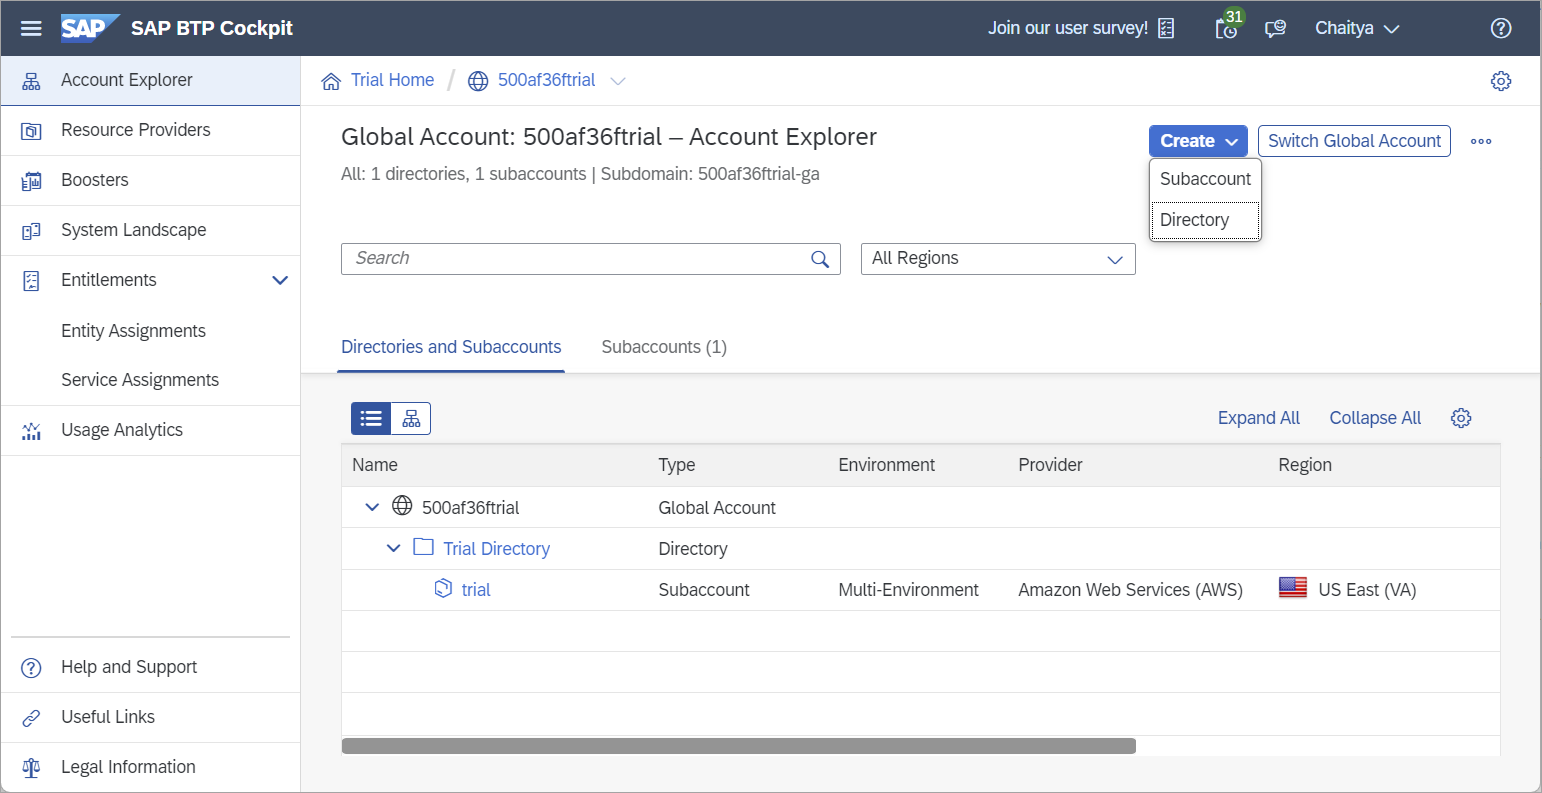 SAP SAP BTP Cockpit
Join our user survey!
31
Chaitya
Account Explorer
Resource Providers
Boosters
System Landscape
Entitlements
Entity Assignments
Service Assignments
Usage Analytics
Help and Support
Useful Links
Legal Information
Trial Home / 500af36ftrial
Global Account: 500af36ftrial – Account Explorer
All: 1 directories, 1 subaccounts | Subdomain: 500af36ftrial-ga
Create
Switch Global Account
Subaccount
Directory
Search
All Regions
Directories and Subaccounts
Subaccounts (1)
Expand All
Collapse All
Name Type Environment Provider Region
500af36ftrial Global Account
Trial Directory Directory
trial Subaccount Multi-Environment Amazon Web Services (AWS) US East (VA)